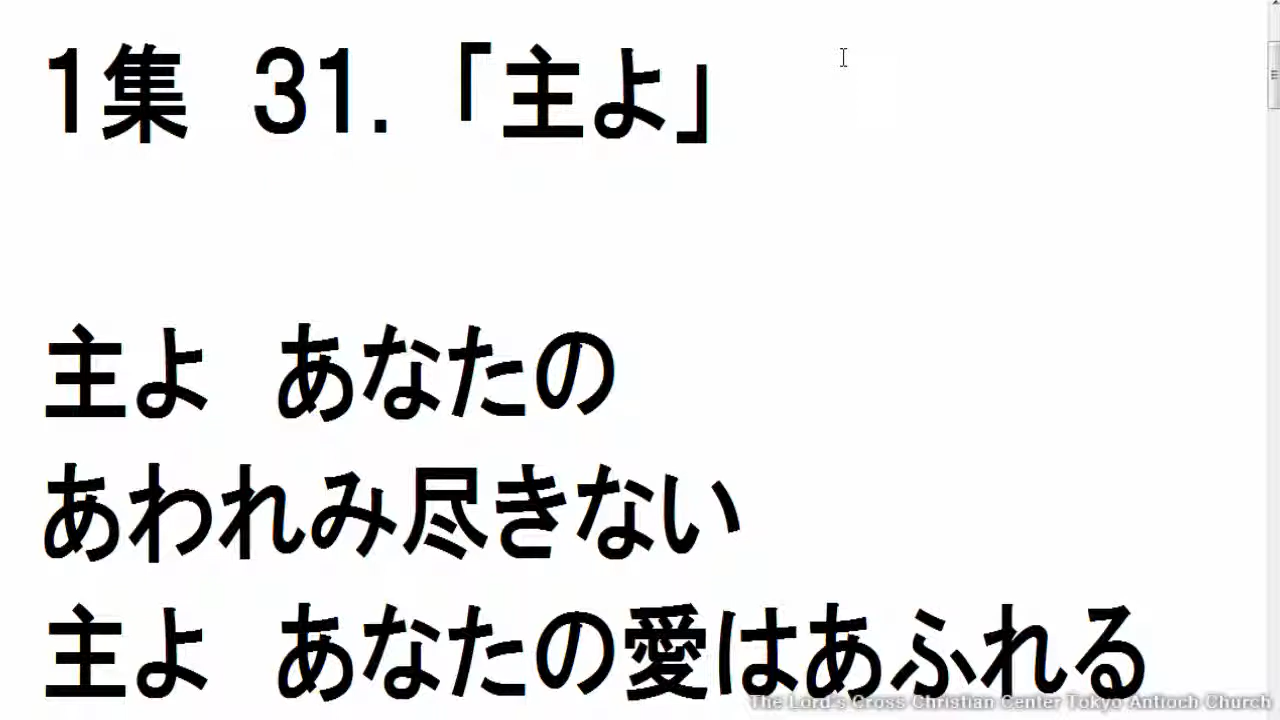 1集　31.「主よ」
主よ　あなたの
あわれみ尽きない
主よ　あなたの愛はあふれる
The Lord's Cross Christian Center Tokyo Antioch Church